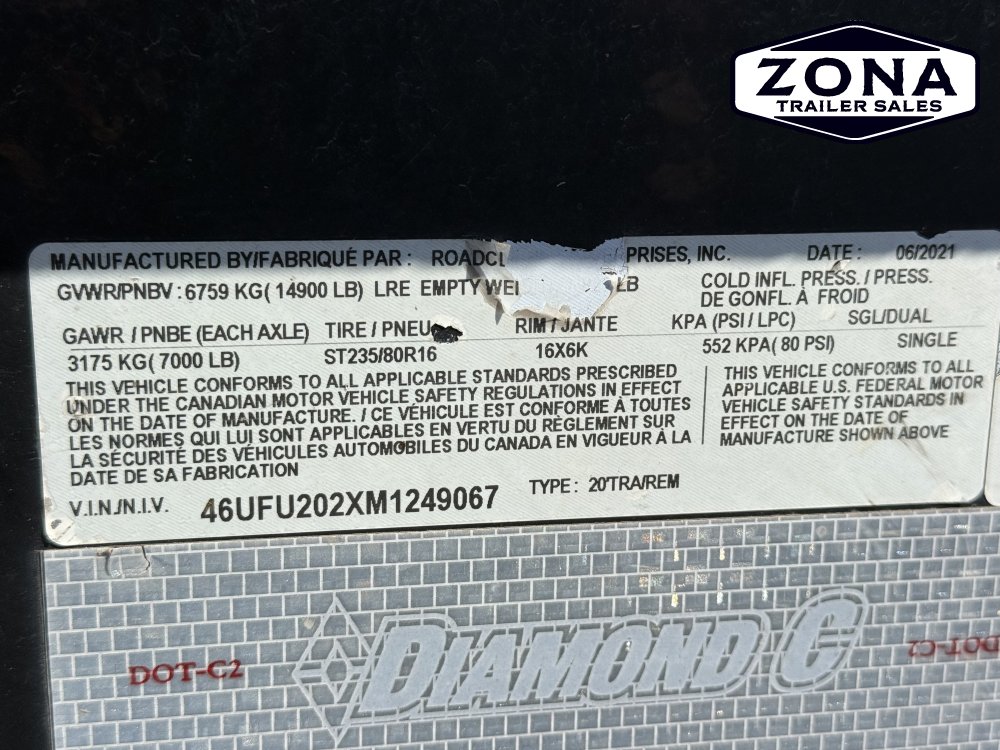 ZONA
TRAILER SALES
MANUFACTURED BY/FABRIQUÉ PAR : ROADCL PRISES, INC. DATE : 06/2021
GVWR/PNBV : 6759 KG( 14900 LB) LRE EMPTY WEI LB COLD INFL. PRESS. / PRESS.
DE GONFL. À FROID
GAWR / PNBE (EACH AXLE) TIRE / PNEU RIM / JANTE KPA (PSI / LPC) SGL/DUAL
3175 KG( 7000 LB) ST235/80R16 16X6K 552 KPA( 80 PSI) SINGLE
THIS VEHICLE CONFORMS TO ALL APPLICABLE STANDARDS PRESCRIBED
UNDER THE CANADIAN MOTOR VEHICLE SAFETY REGULATIONS IN EFFECT
ON THE DATE OF MANUFACTURE. / CE VÉHICULE EST CONFORME À TOUTES
LES NORMES QUI LUI SONT APPLICABLES EN VERTU DU RÈGLEMENT SUR
LA SÉCURITÉ DES VÉHICULES AUTOMOBILES DU CANADA EN VIGUEUR À LA
DATE DE SA FABRICATION
THIS VEHICLE CONFORMS TO ALL
APPLICABLE U.S. FEDERAL MOTOR
VEHICLE SAFETY STANDARDS IN
EFFECT ON THE DATE OF
MANUFACTURE SHOWN ABOVE
V.I.N./N.I.V. 46UFU202XM1249067 TYPE : 20'TRA/REM
DOT-C2 DIAMOND C DOT-C2